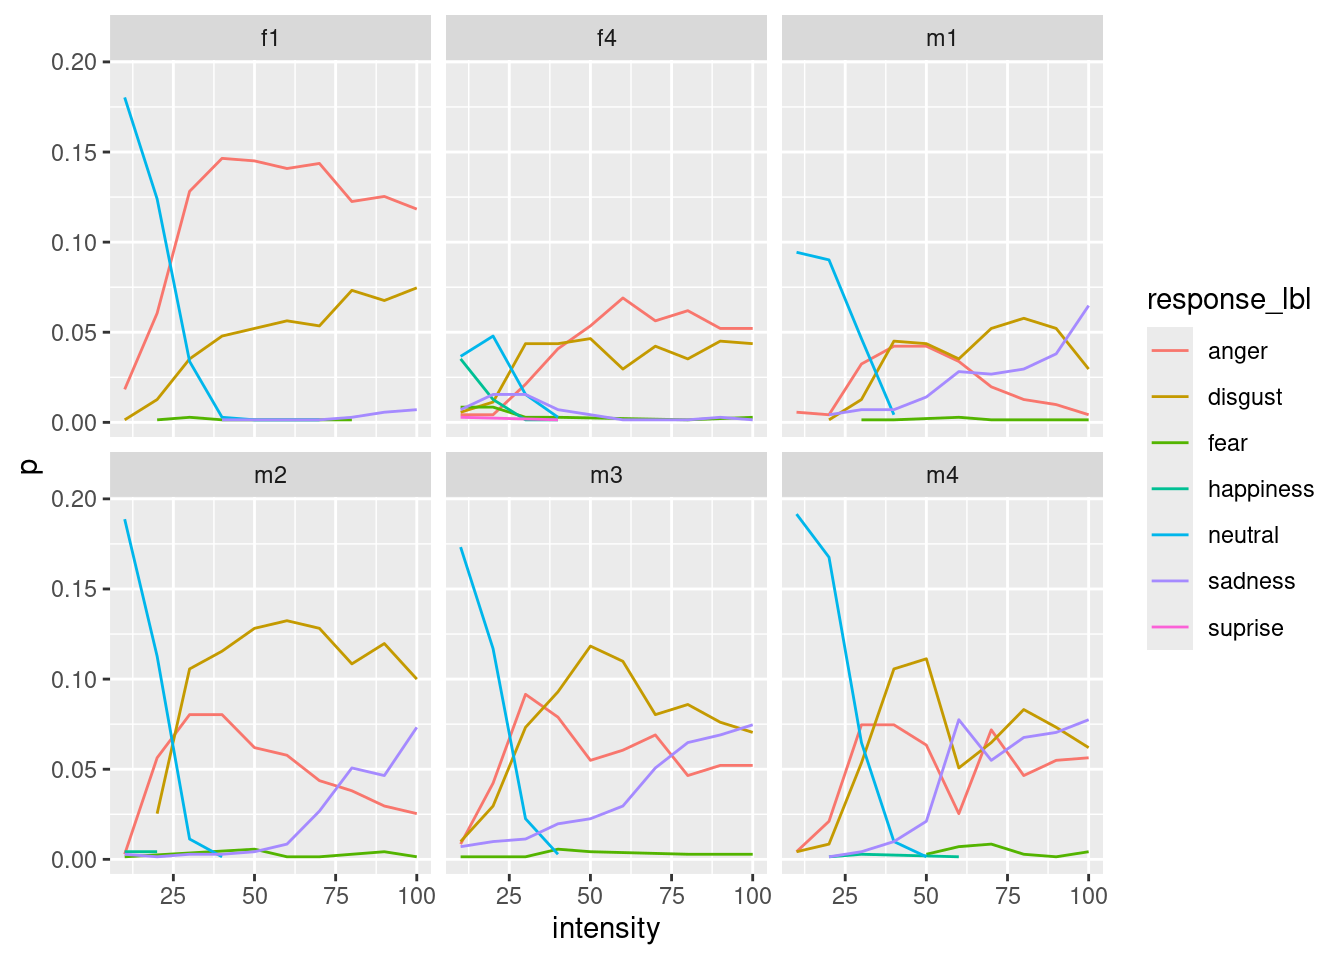 f1 f4 m1
0.20
0.15
0.10
0.05
0.00
p
m2 m3 m4
0.20
0.15
0.10
0.05
0.00
25 50 75 100 25 50 75 100 25 50 75 100
intensity
response_lbl
anger
disgust
fear
happiness
neutral
sadness
suprise